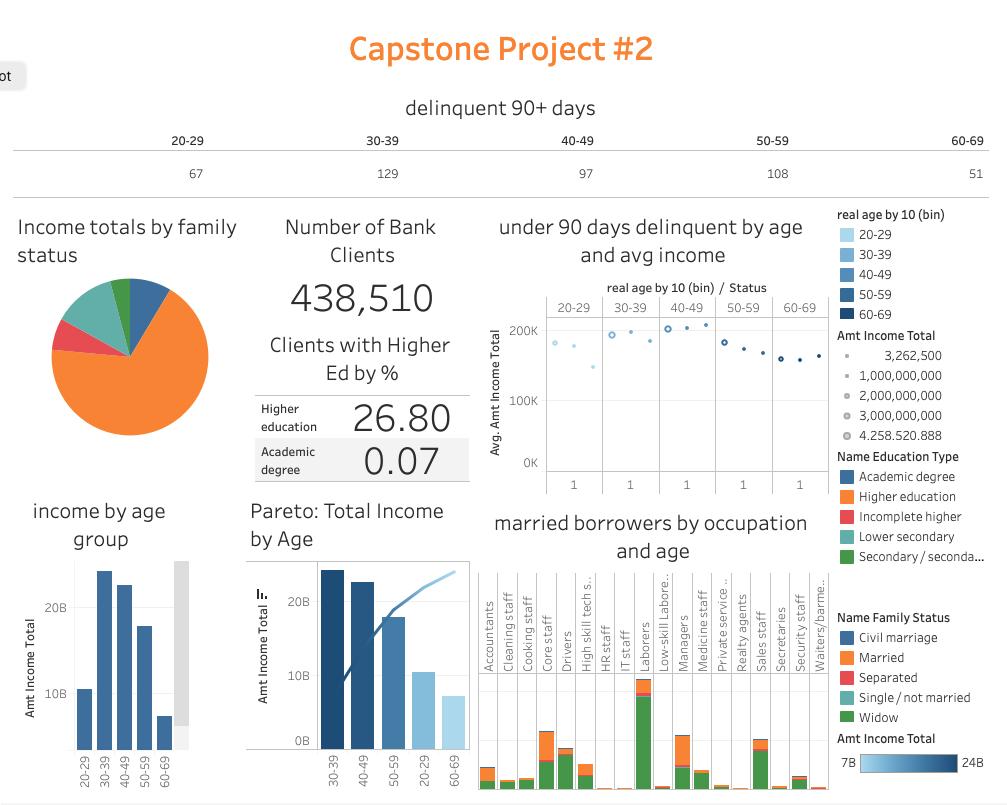 Capstone Project #2
ot
delinquent 90+ days
20-29 30-39 40-49 50-59 60-69
67 129 97 108 51
Income totals by family
status
Number of Bank
Clients
438,510
Clients with Higher
Ed by %
Higher
education
26.80
Academic
degree
0.07
under 90 days delinquent by age
and avg income
real age by 10 (bin) / Status
20-29 30-39 40-49 50-59 60-69
Avg. Amt Income Total
200K
100K
0K
1 1 1 1 1
real age by 10 (bin)
20-29
30-39
40-49
50-59
60-69
Amt Income Total
3,262,500
1,000,000,000
2,000,000,000
3,000,000,000
4.258.520.888
Name Education Type
Academic degree
Higher education
Incomplete higher
Lower secondary
Secondary / seconda...
income by age
group
Amt Income Total
20B
10B
20-29 30-39 40-49 50-59 60-69
Pareto: Total Income
by Age
Amt Income Total
20B
10B
0B
30-39 40-49 50-59 20-29 60-69
married borrowers by occupation
and age
Accountants
Cleaning staff
Cooking staff
Core staff
Drivers
High skill tech s..
HR staff
IT staff
Laborers
Low-skill Labore..
Managers
Medicine staff
Private service ..
Realty agents
Sales staff
Secretaries
Security staff
Waiters/barme..
Name Family Status
Civil marriage
Married
Separated
Single / not married
Widow
Amt Income Total
7B 24B